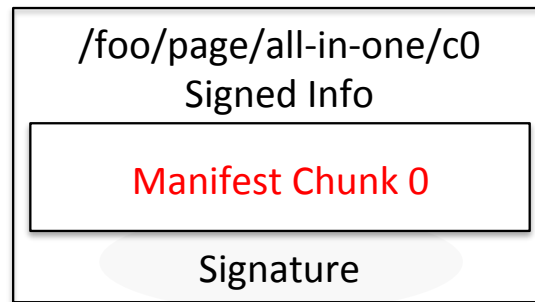 /foo/page/all-in-one/c0
Signed Info
Manifest Chunk 0
Signature